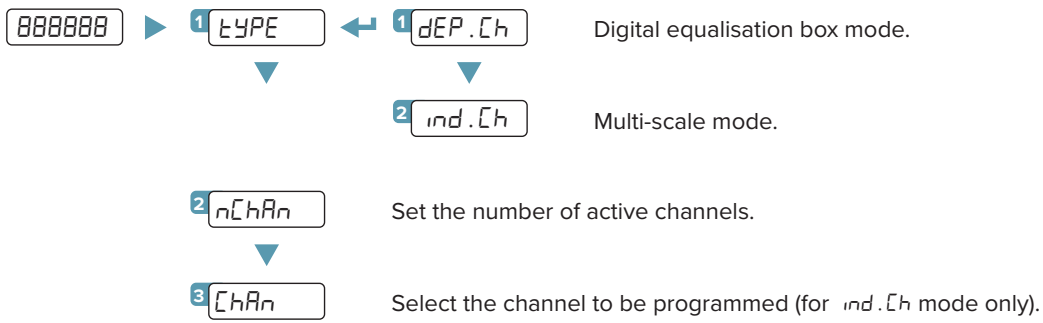 888888 1 tYPE 1 dEP.Ch Digital equalisation box mode.
2 ind.Ch Multi-scale mode.
2 nChAn Set the number of active channels.
3 ChAn Select the channel to be programmed (for ind.Ch mode only).